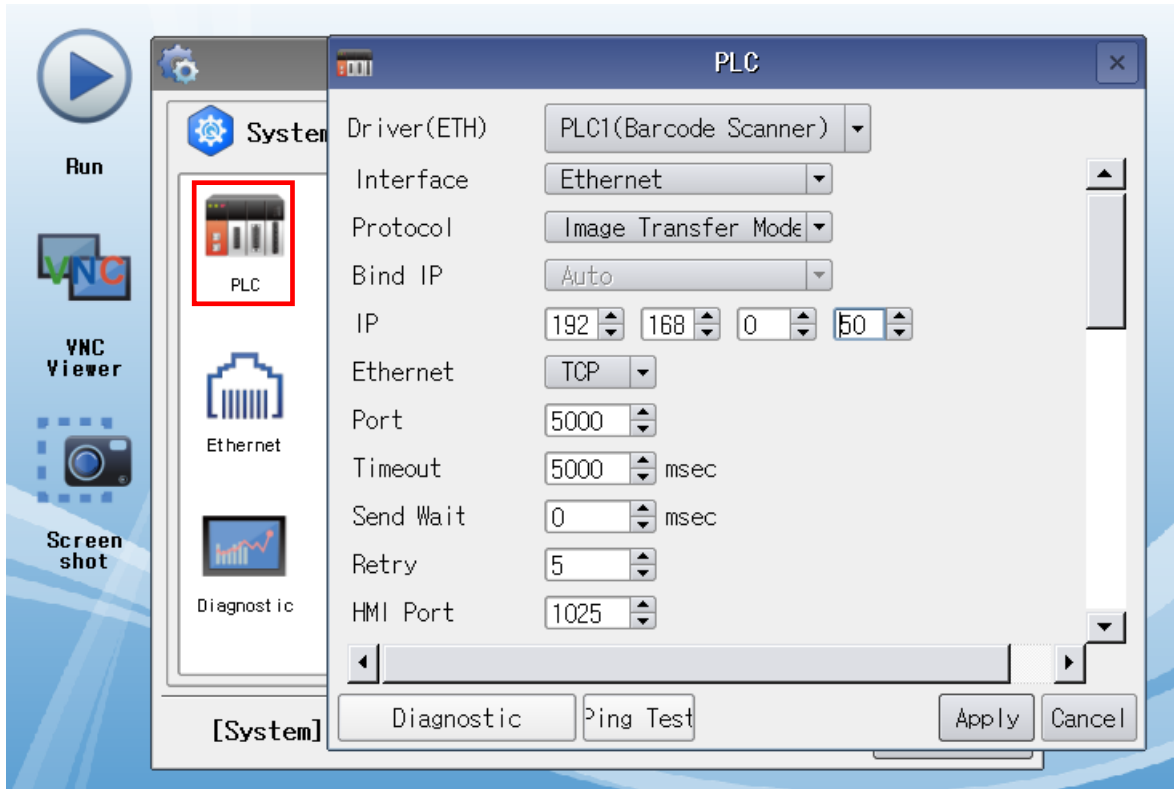 Run
VNC
VNC
Viewer
Screen
shot
System
PLC
Ethernet
Diagnostic
[System]
PLC
Driver(ETH) PLC1(Barcode Scanner)
Interface Ethernet
Protocol Image Transfer Mode
Bind IP Auto
IP 192 168 0 50
Ethernet TCP
Port 5000
Timeout 5000 msec
Send Wait 0 msec
Retry 5
HMI Port 1025
Diagnostic Ping Test Apply Cancel